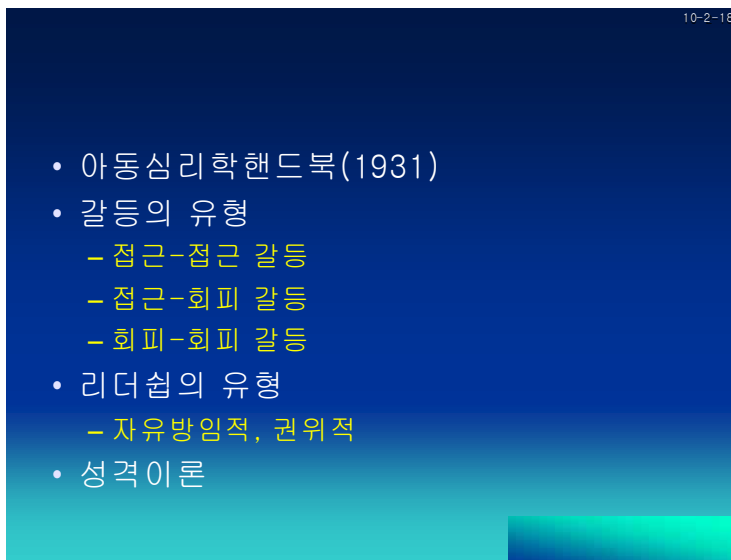 10-2-18
• 아동심리학핸드북(1931)
• 갈등의 유형
– 접근-접근 갈등
– 접근-회피 갈등
– 회피-회피 갈등
• 리더쉽의 유형
– 자유방임적, 권위적
• 성격이론